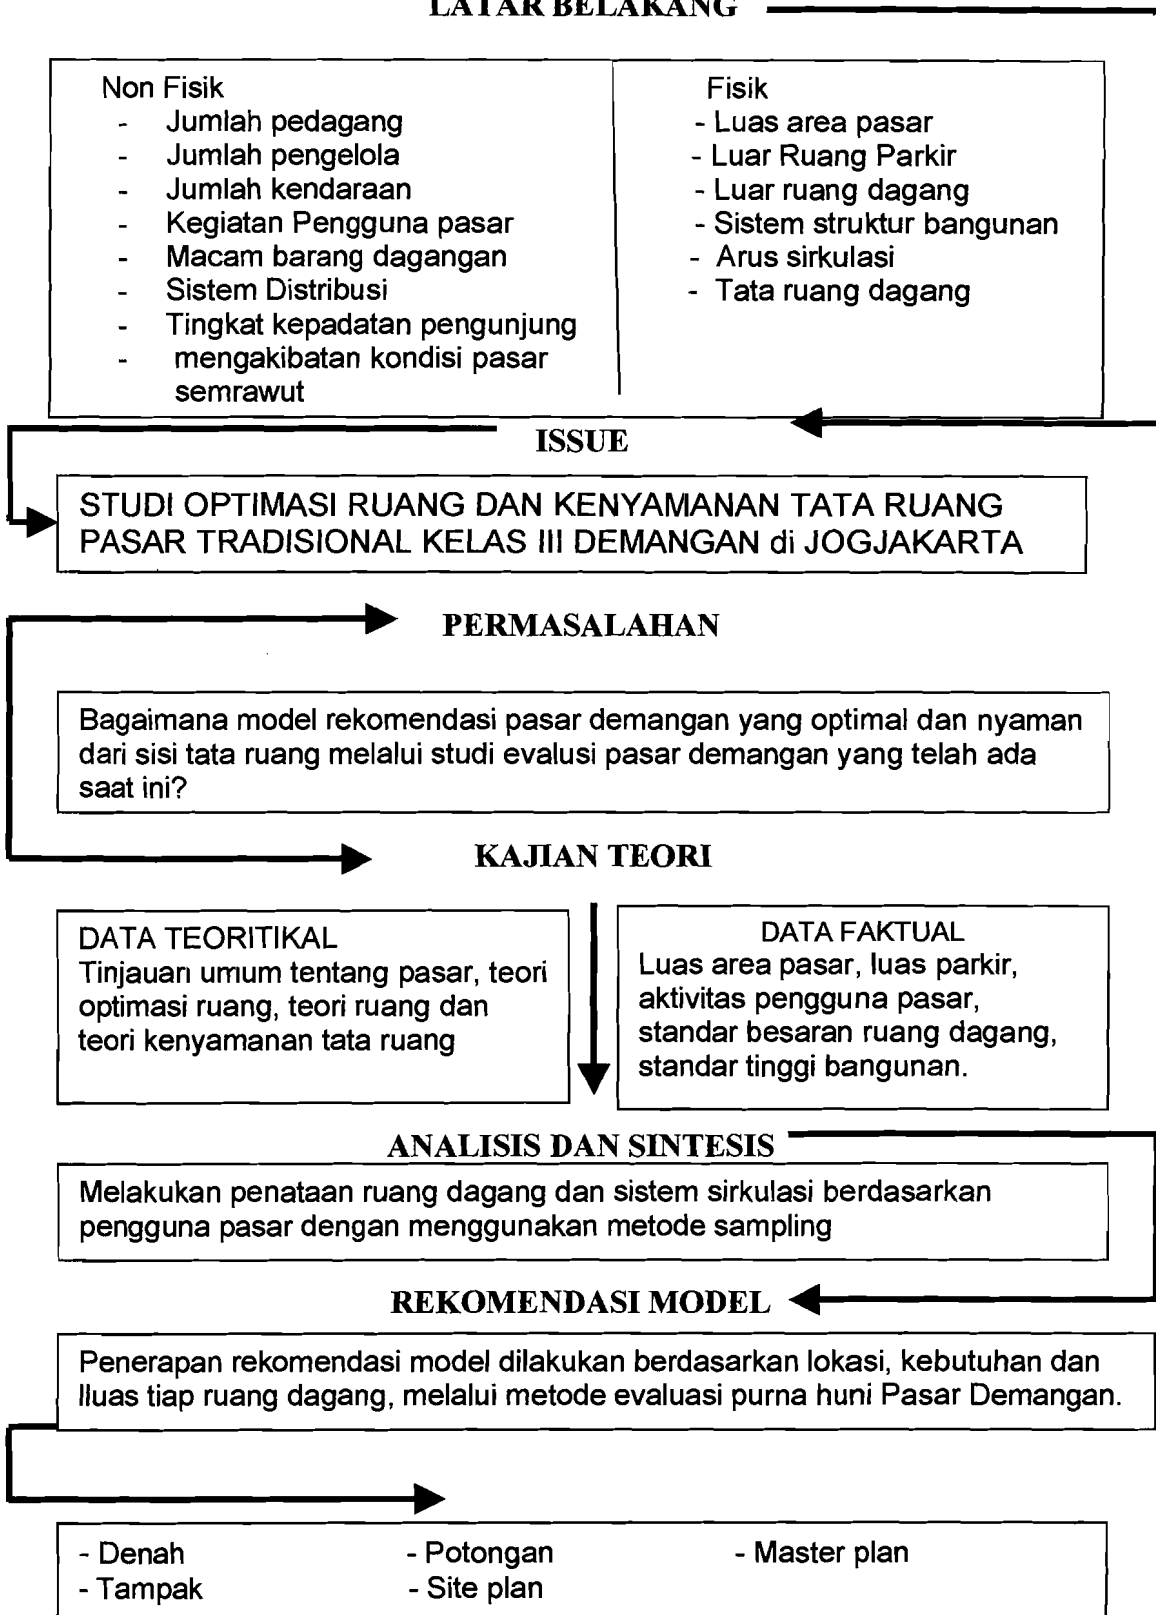 LATAR BELAKANG
Non Fisik
- Jumlah pedagang
- Jumlah pengelola
- Jumlah kendaraan
- Kegiatan Pengguna pasar
- Macam barang dagangan
- Sistem Distribusi
- Tingkat kepadatan pengunjung
- mengakibatan kondisi pasar
semrawut
Fisik
- Luas area pasar
- Luar Ruang Parkir
- Luar ruang dagang
- Sistem struktur bangunan
- Arus sirkulasi
- Tata ruang dagang
ISSUE
STUDI OPTIMASI RUANG DAN KENYAMANAN TATA RUANG
PASAR TRADISIONAL KELAS III DEMANGAN di JOGJAKARTA
PERMASALAHAN
Bagaimana model rekomendasi pasar demangan yang optimal dan nyaman
dari sisi tata ruang melalui studi evalusi pasar demangan yang telah ada
saat ini?
KAJIAN TEORI
DATA TEORITIKAL
Tinjauan umum tentang pasar, teori
optimasi ruang, teori ruang dan
teori kenyamanan tata ruang
DATA FAKTUAL
Luas area pasar, luas parkir,
aktivitas pengguna pasar,
standar besaran ruang dagang,
standar tinggi bangunan.
ANALISIS DAN SINTESIS
Melakukan penataan ruang dagang dan sistem sirkulasi berdasarkan
pengguna pasar dengan menggunakan metode sampling
REKOMENDASI MODEL
Penerapan rekomendasi model dilakukan berdasarkan lokasi, kebutuhan dan
lluas tiap ruang dagang, melalui metode evaluasi purna huni Pasar Demangan.
- Denah - Potongan - Master plan
- Tampak - Site plan